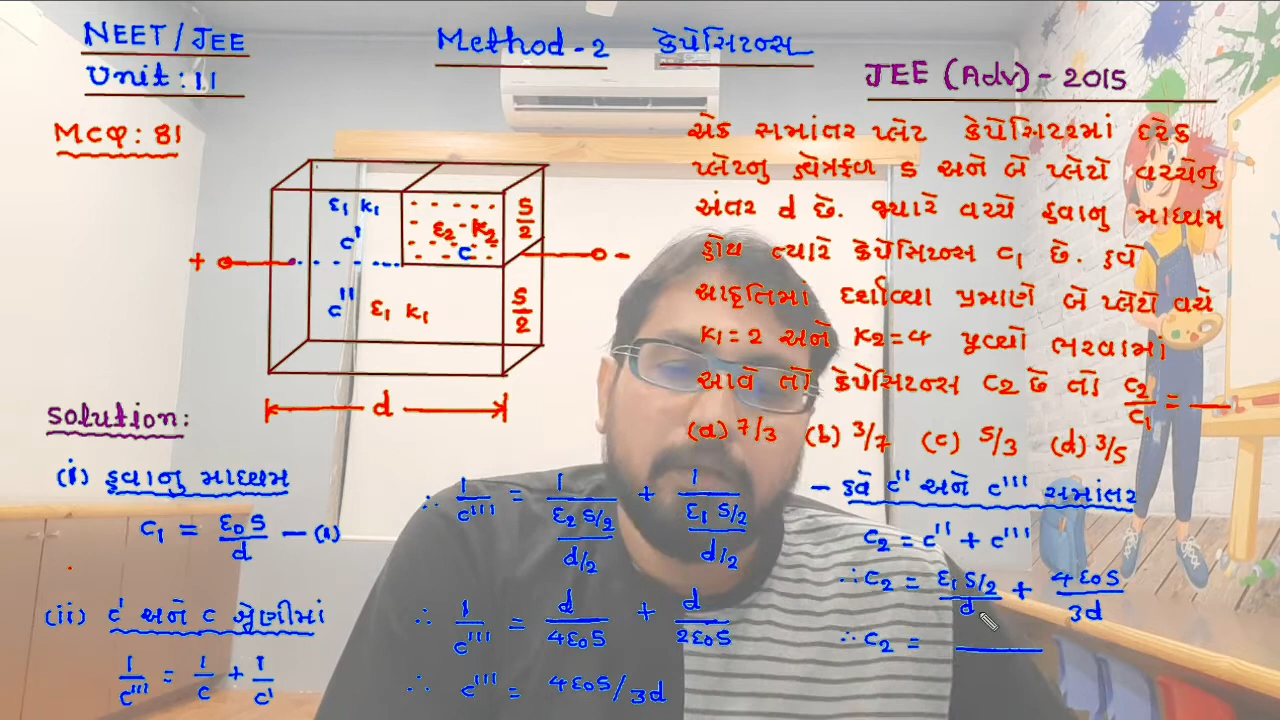 NEET/JEE
Unit: 11
Method - 2 કેપેસિટન્સ
JEE (Adv) - 2015
MCQ: 81
ε₁ k₁
c'
ε₂ k₂
c
S/2
+
-
c'' ε₁ k₁
S/2
d
એક સમાંતર પ્લેટ કેપેસિટરમાં દરેક
પ્લેટનુ ક્ષેત્રફળ S અને બે પ્લેટો વચ્ચેનુ
અંતર d છે. જ્યારે વચ્ચે હવાનુ માધ્યમ
હોય ત્યારે કેપેસિટન્સ C₁ છે. હવે
આકૃતિમાં દર્શાવ્યા પ્રમાણે બે પ્લેટો વચે
K₁=2 અને K₂=4 પૃવ્યો ભરવામાં
આવે તો કેપેસિટન્સ C₂ છે તો C₂/C₁ = __
(a) 7/3 (b) 3/7 (c) 5/3 (d) 3/5
Solution:
(i) હવાનુ માધ્યમ
C₁ = ε₀S/d — (1)
(ii) c' અને c શ્રેણીમાં
1/c''' = 1/c + 1/c'
∴ 1/c''' = 1/(ε₂ S/2 / d/2) + 1/(ε₁ S/2 / d/2)
∴ 1/c''' = d/4ε₀S + d/2ε₀S
∴ c''' = 4ε₀S/3d
- હવે c'' અને c''' સમાંતર
C₂ = c'' + c'''
∴ C₂ = ε₁ S/2 / d + 4ε₀S/3d
∴ C₂ = ___